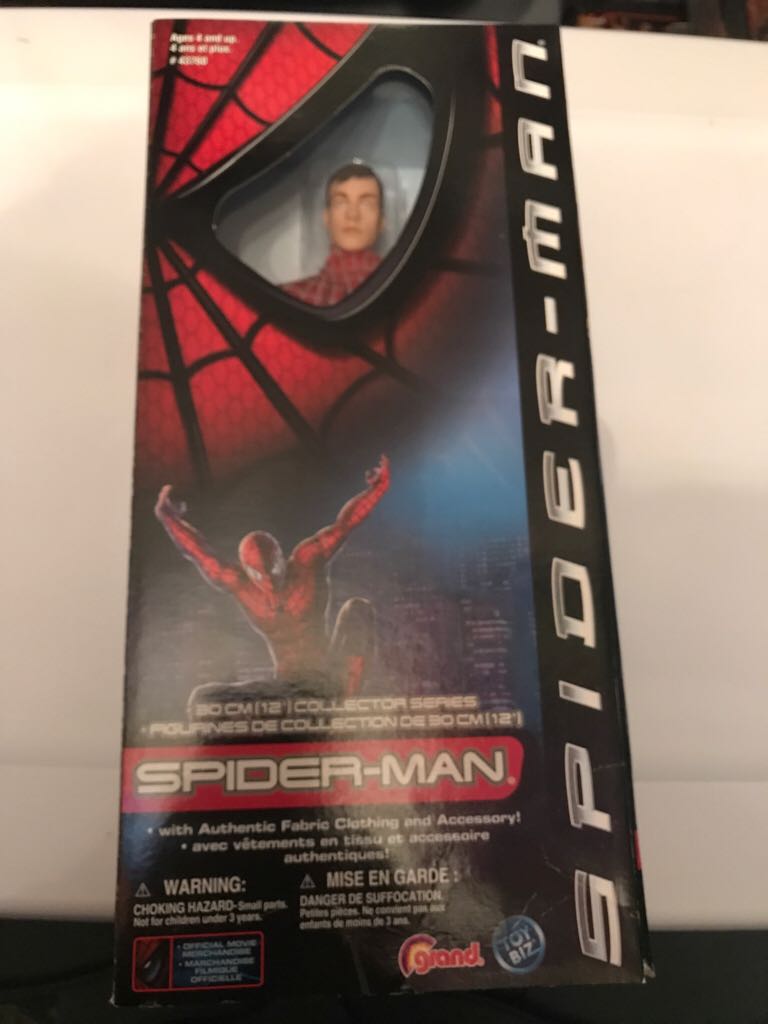 Ages 4 and up.
4 ans et plus.
SPIDER-MAN
30 CM (12") COLLECTOR SERIES
• FIGURINES DE COLLECTION DE 30 CM (12")
SPIDER-MAN®
• with Authentic Fabric Clothing and Accessory!
• avec vêtements en tissu et accessoire
authentiques!
⚠ WARNING:
CHOKING HAZARD-Small parts.
Not for children under 3 years.
⚠ MISE EN GARDE :
DANGER DE SUFFOCATION.
Petites pièces. Ne convient pas aux
enfants de moins de 3 ans.
• OFFICIAL MOVIE
MERCHANDISE
• MARCHANDISE
FILMIQUE
OFFICIELLE
grand
TOY
BIZ